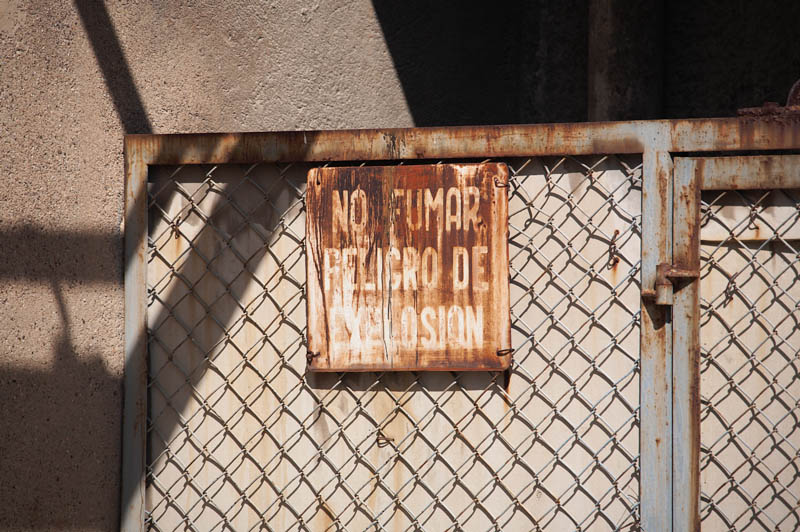 NO FUMAR
PELIGRO DE
EXPLOSION